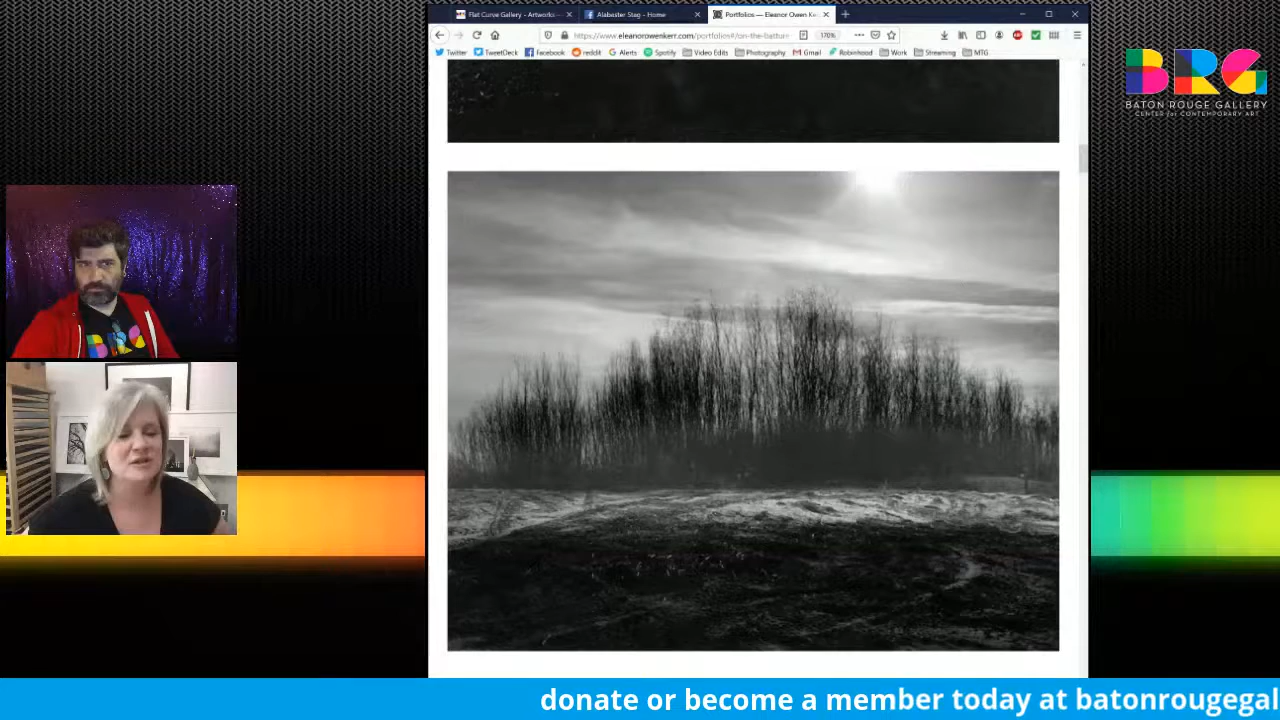 Flat Curve Gallery - Artworks
Alabaster Stag - Home
Portfolios — Eleanor Owen Ke
https://www.eleanorowenkerr.com/portfolios#/on-the-batture
170%
Twitter
TweetDeck
Facebook
reddit
Alerts
Spotify
Video Edits
Photography
Gmail
Robinhood
Work
Streaming
MTG
BRG
BATON ROUGE GALLERY
CENTER for CONTEMPORARY ART
BRG
donate or become a member today at batonrougegal